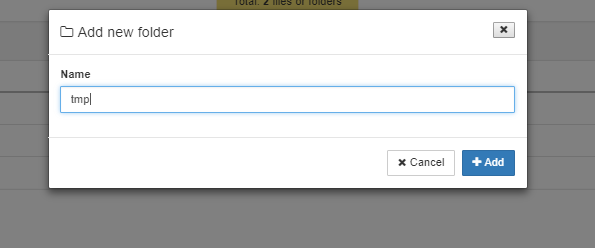 Total: 2 files or folders
Add new folder
Name
tmp
Cancel
Add